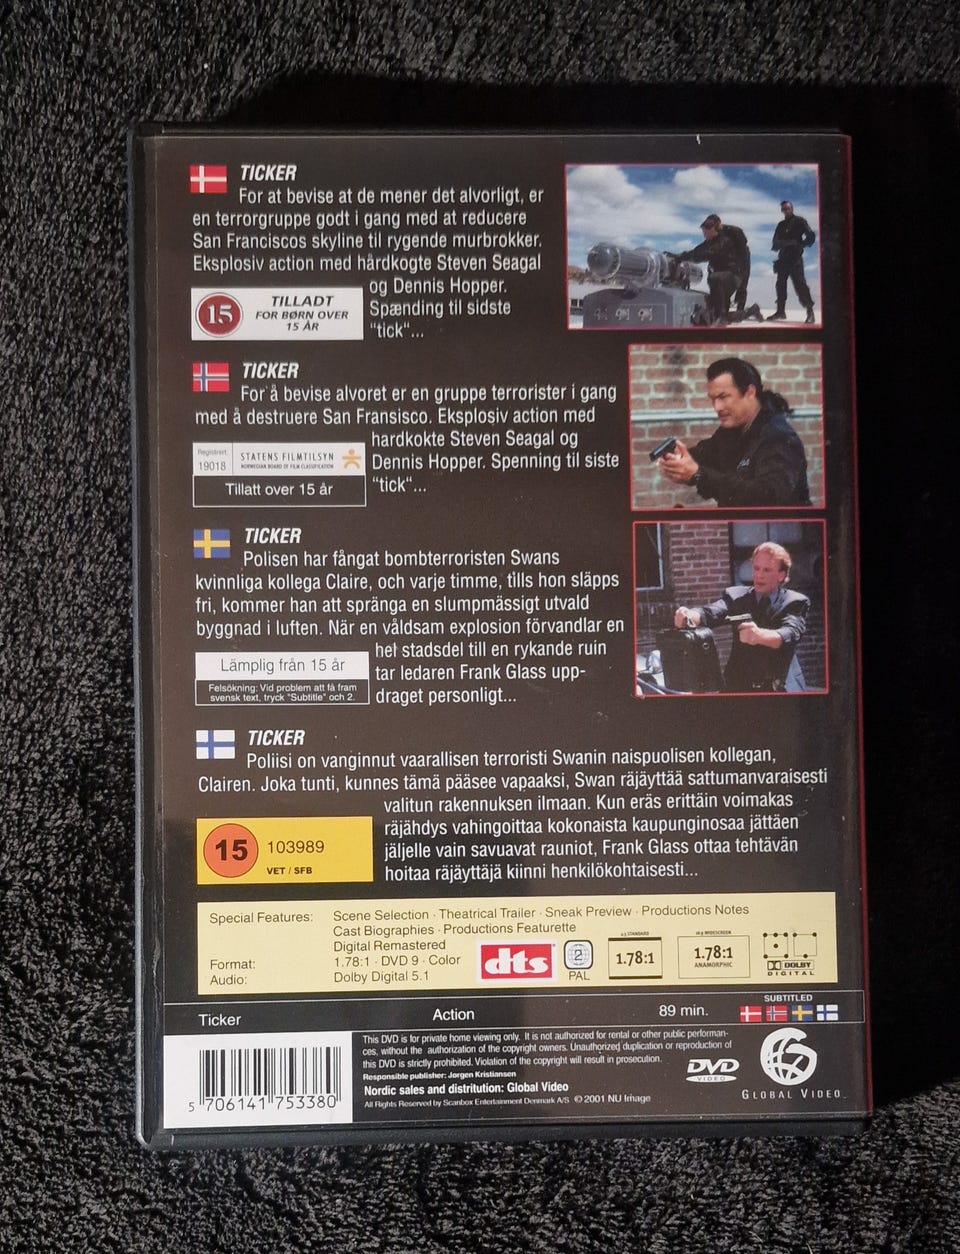 TICKER
For at bevise at de mener det alvorligt, er
en terrorgruppe godt i gang med at reducere
San Franciscos skyline til rygende murbrokker.
Eksplosiv action med hårdkogte Steven Seagal
og Dennis Hopper.
Spænding til sidste
"tick"...
15
TILLADT
FOR BØRN OVER
15 ÅR
TICKER
For å bevise alvoret er en gruppe terrorister i gang
med å destruere San Fransisco. Eksplosiv action med
hardkokte Steven Seagal og
Dennis Hopper. Spenning til siste
"tick"...
Registrert:
19018
STATENS FILMTILSYN
NORWEGIAN BOARD OF FILM CLASSIFICATION
Tillatt over 15 år
TICKER
Polisen har fångat bombterroristen Swans
kvinnliga kollega Claire, och varje timme, tills hon släpps
fri, kommer han att spränga en slumpmässigt utvald
byggnad i luften. När en våldsam explosion förvandlar en
hel stadsdel till en rykande ruin
tar ledaren Frank Glass upp-
draget personligt...
Lämplig från 15 år
Felsökning: Vid problem att få fram
svensk text, tryck "Subtitle" och 2.
TICKER
Poliisi on vanginnut vaarallisen terroristi Swanin naispuolisen kollegan,
Clairen. Joka tunti, kunnes tämä pääsee vapaaksi, Swan räjäyttää sattumanvaraisesti
valitun rakennuksen ilmaan. Kun eräs erittäin voimakas
räjähdys vahingoittaa kokonaista kaupunginosaa jättäen
jäljelle vain savuavat rauniot, Frank Glass ottaa tehtävän
hoitaa räjäyttäjä kiinni henkilökohtaisesti...
15
103989
VET / SFB
Special Features: Scene Selection · Theatrical Trailer · Sneak Preview · Productions Notes
Cast Biographies · Productions Featurette
Digital Remastered
Format: 1.78:1 · DVD 9 · Color
Audio: Dolby Digital 5.1
dts
2
PAL
4:3 STANDARD
1.78:1
16:9 WIDESCREEN
1.78:1
ANAMORPHIC
DOLBY
DIGITAL
Ticker
Action
89 min.
SUBTITLED
5 706141 753380
This DVD is for private home viewing only. It is not authorized for rental or other public performan-
ces, without the authorization of the copyright owners. Unauthorized duplication or reproduction of
this DVD is strictly prohibited. Violation of the copyright will result in prosecution.
Responsible publisher: Jørgen Kristiansen
Nordic sales and distrition: Global Video
All Rights Reserved by Scanbox Entertainment Denmark A/S © 2001 NU Image
DVD
VIDEO
GLOBAL VIDEO